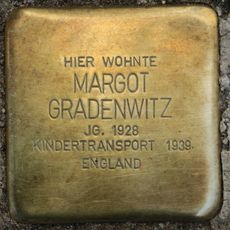 HIER WOHNTE
MARGOT
GRADENWITZ
JG. 1928
KINDERTRANSPORT 1939
ENGLAND